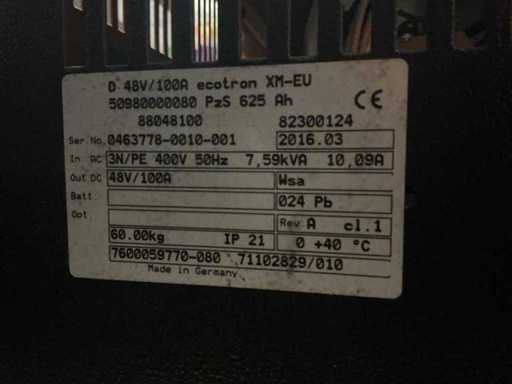 D 48V/100A ecotron XM-EU
50980000080 PzS 625 Ah CE
88048100 82300124
Ser No. 0463778-0010-001 2016.03
In AC 3N/PE 400V 50Hz 7,59kVA 10,09A
Out DC 48V/100A Wsa
Batt. 024 Pb
Opt. Rev. A cl.1
60.00kg IP 21 0 +40 °C
7600059770-080 71102829/010
Made in Germany